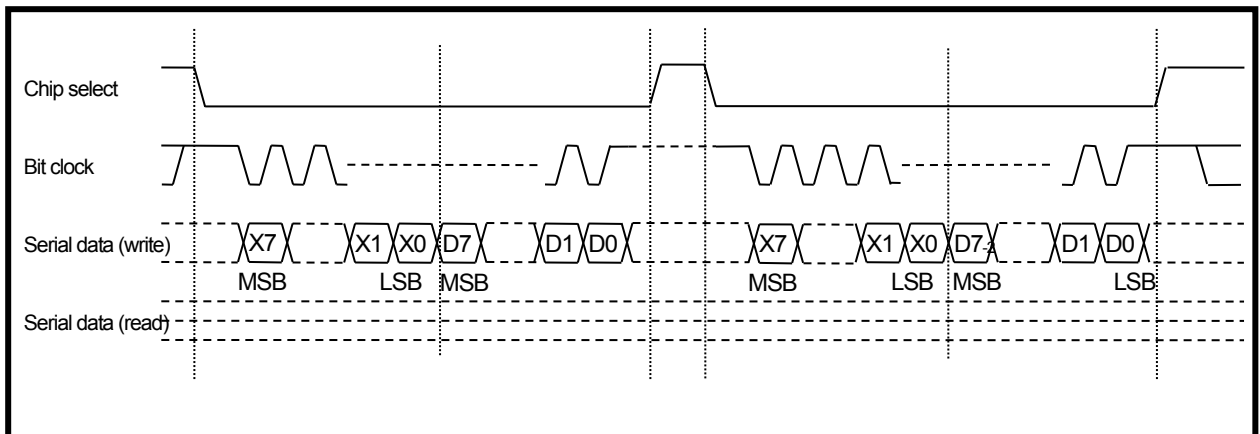 Chip select
Bit clock
Serial data (write) X7 X1 X0 D7 D1 D0 X7 X1 X0 D7-2 D1 D0
MSB LSB MSB MSB LSB MSB LSB
Serial data (read)